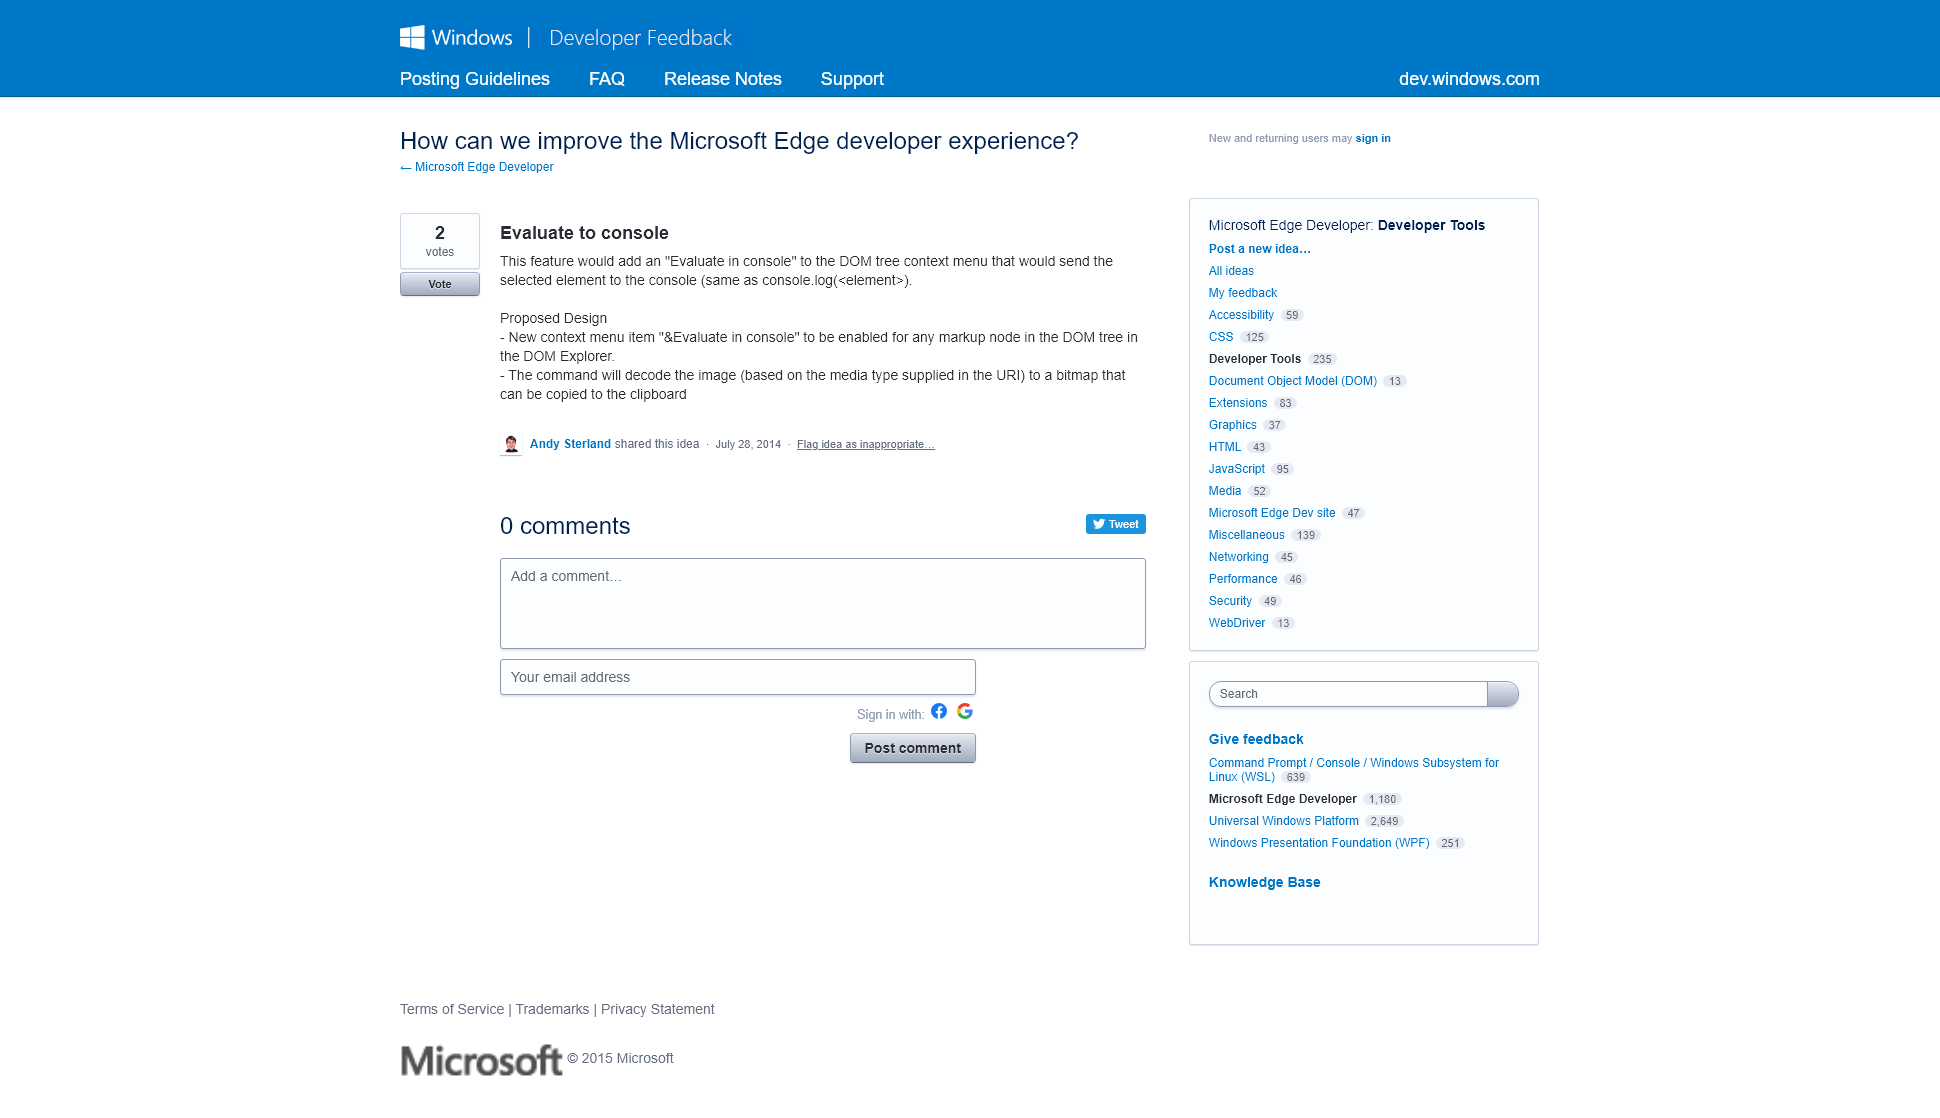 Windows | Developer Feedback
Posting Guidelines FAQ Release Notes Support dev.windows.com
How can we improve the Microsoft Edge developer experience?
← Microsoft Edge Developer
New and returning users may sign in
2
votes
Vote
Evaluate to console
This feature would add an "Evaluate in console" to the DOM tree context menu that would send the
selected element to the console (same as console.log(<element>).
Proposed Design
- New context menu item "&Evaluate in console" to be enabled for any markup node in the DOM tree in
the DOM Explorer.
- The command will decode the image (based on the media type supplied in the URI) to a bitmap that
can be copied to the clipboard
Andy Sterland shared this idea · July 28, 2014 · Flag idea as inappropriate…
0 comments
Tweet
Add a comment…
Your email address
Sign in with:
Post comment
Microsoft Edge Developer: Developer Tools
Post a new idea…
All ideas
My feedback
Accessibility 59
CSS 125
Developer Tools 235
Document Object Model (DOM) 13
Extensions 83
Graphics 37
HTML 43
JavaScript 95
Media 52
Microsoft Edge Dev site 47
Miscellaneous 139
Networking 45
Performance 46
Security 49
WebDriver 13
Search
Give feedback
Command Prompt / Console / Windows Subsystem for
Linux (WSL) 639
Microsoft Edge Developer 1,180
Universal Windows Platform 2,649
Windows Presentation Foundation (WPF) 251
Knowledge Base
Terms of Service | Trademarks | Privacy Statement
Microsoft © 2015 Microsoft